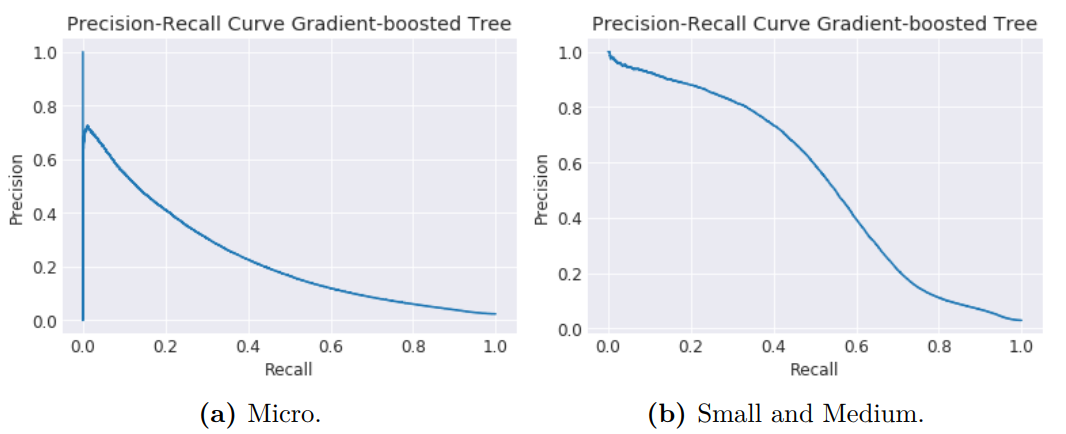 Precision-Recall Curve Gradient-boosted Tree
1.0
0.8
0.6
0.4
0.2
0.0
Precision
0.0 0.2 0.4 0.6 0.8 1.0
Recall
(a) Micro.
Precision-Recall Curve Gradient-boosted Tree
1.0
0.8
0.6
0.4
0.2
0.0
Precision
0.0 0.2 0.4 0.6 0.8 1.0
Recall
(b) Small and Medium.